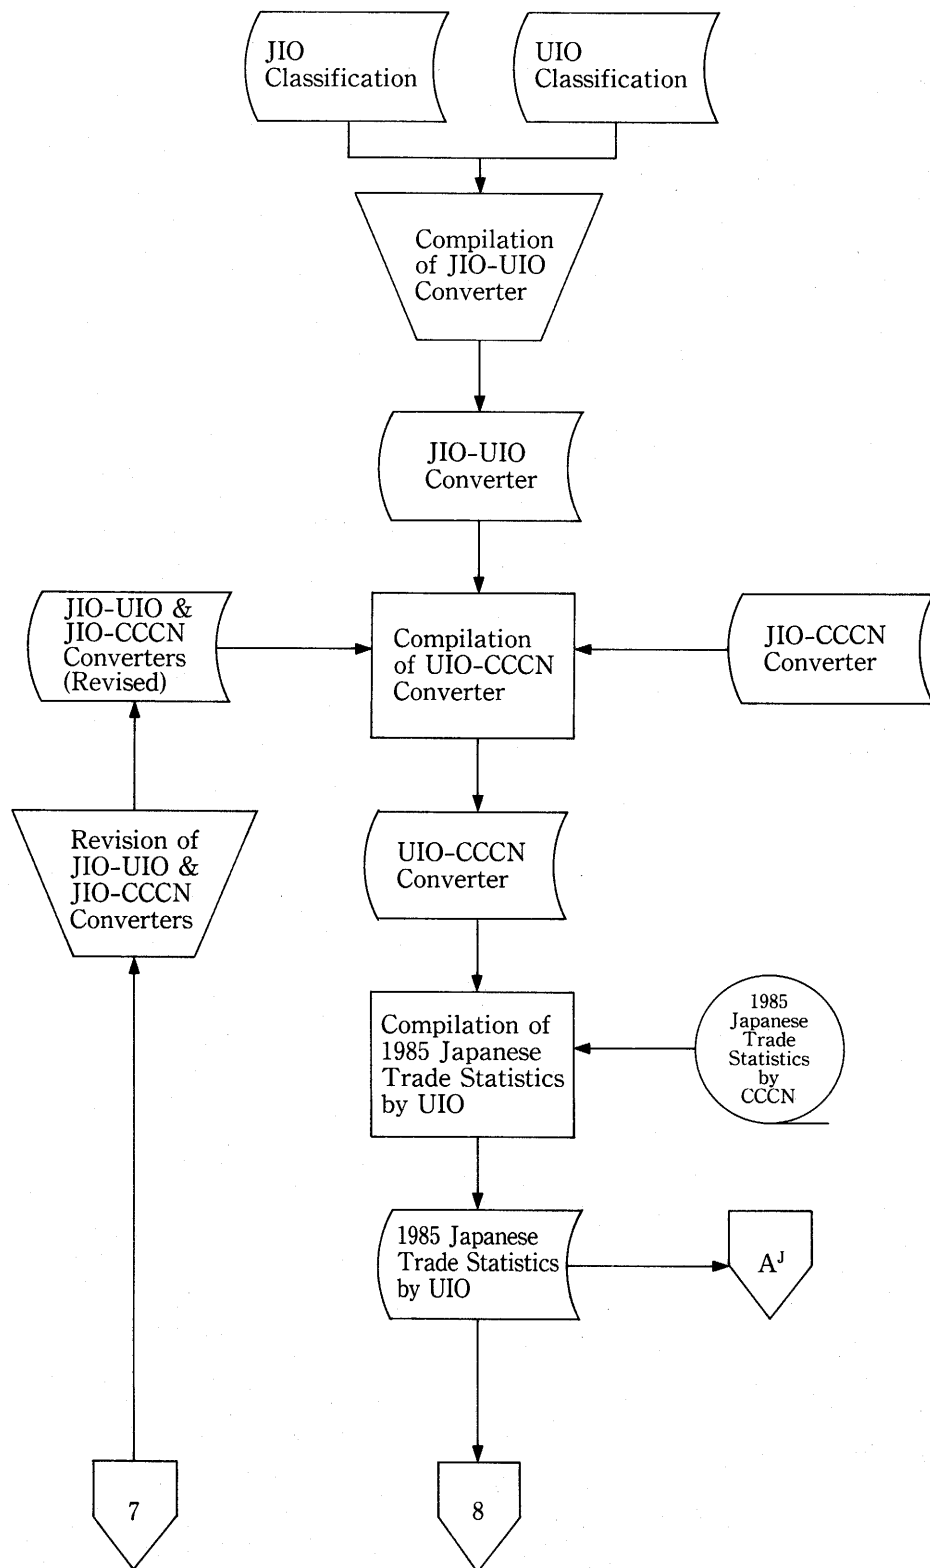 JIO
Classification
UIO
Classification
Compilation
of JIO-UIO
Converter
JIO-UIO
Converter
JIO-UIO &
JIO-CCCN
Converters
(Revised)
Compilation
of UIO-CCCN
Converter
JIO-CCCN
Converter
Revision of
JIO-UIO &
JIO-CCCN
Converters
UIO-CCCN
Converter
Compilation of
1985 Japanese
Trade Statistics
by UIO
1985
Japanese
Trade
Statistics
by
CCCN
1985 Japanese
Trade Statistics
by UIO
Aᴶ
7
8